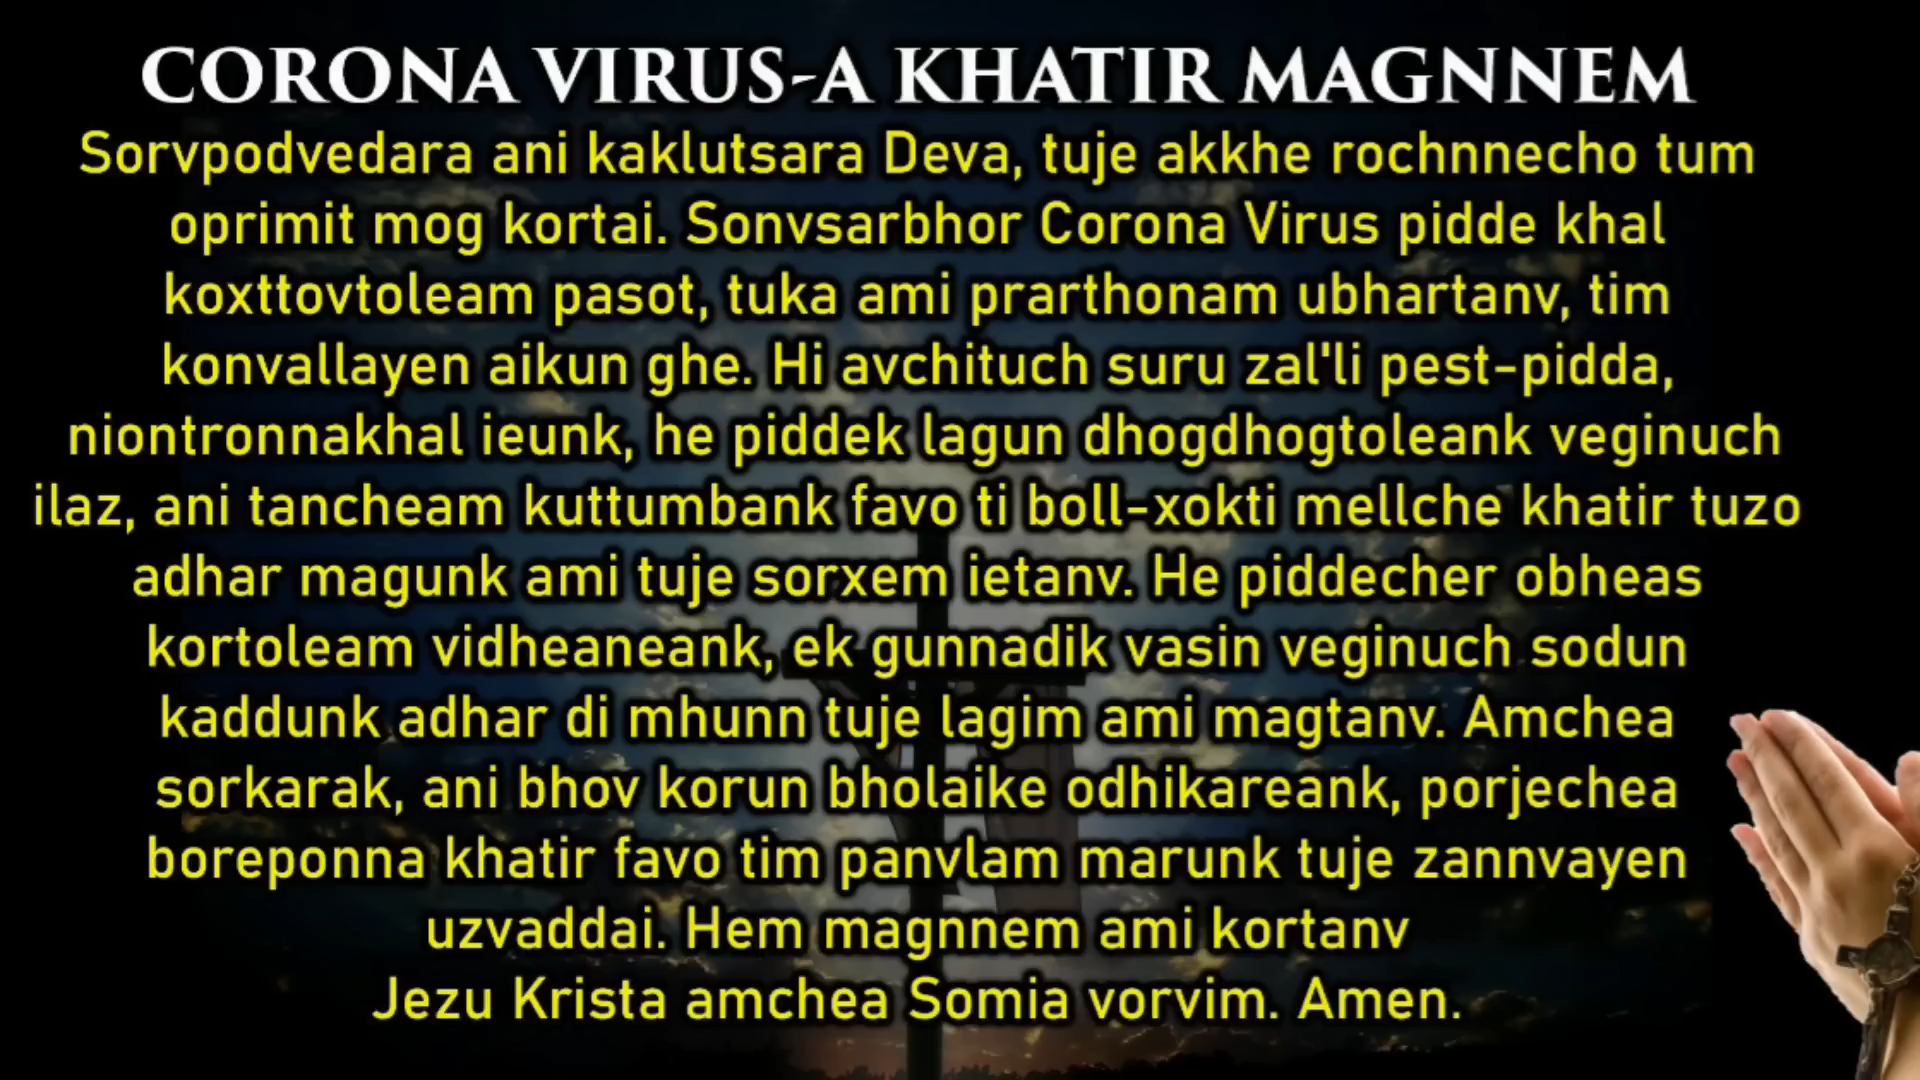 CORONA VIRUS-A KHATIR MAGNNEM
Sorvpodvedara ani kaklutsara Deva, tuje akkhe rochnnecho tum
oprimit mog kortai. Sonvsarbhor Corona Virus pidde khal
koxttovtoleam pasot, tuka ami prarthonam ubhartanv, tim
konvallayen aikun ghe. Hi avchituch suru zal'li pest-pidda,
niontronnakhal ieunk, he piddek lagun dhogdhogtoleank veginuch
ilaz, ani tancheam kuttumbank favo ti boll-xokti mellche khatir tuzo
adhar magunk ami tuje sorxem ietanv. He piddecher obheas
kortoleam vidheaneank, ek gunnadik vasin veginuch sodun
kaddunk adhar di mhunn tuje lagim ami magtanv. Amchea
sorkarak, ani bhov korun bholaike odhikareank, porjechea
boreponna khatir favo tim panvlam marunk tuje zannvayen
uzvaddai. Hem magnnem ami kortanv
Jezu Krista amchea Somia vorvim. Amen.